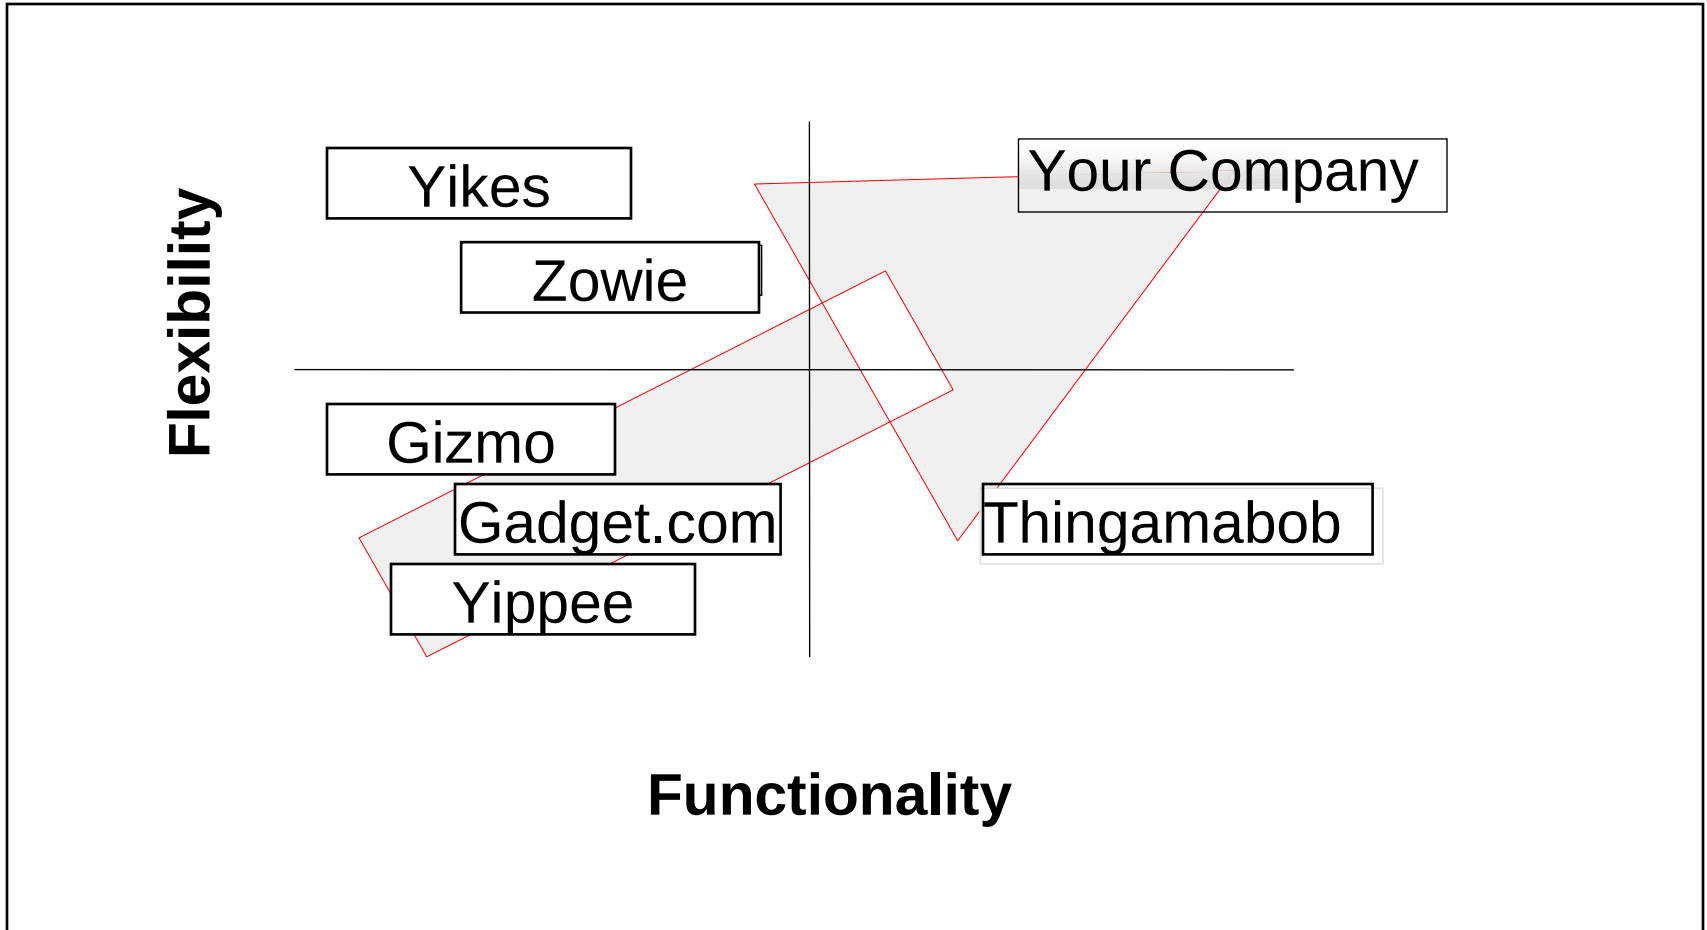 Your Company
Yikes
Zowie
Flexibility
Gizmo
Gadget.com
Thingamabob
Yippee
Functionality